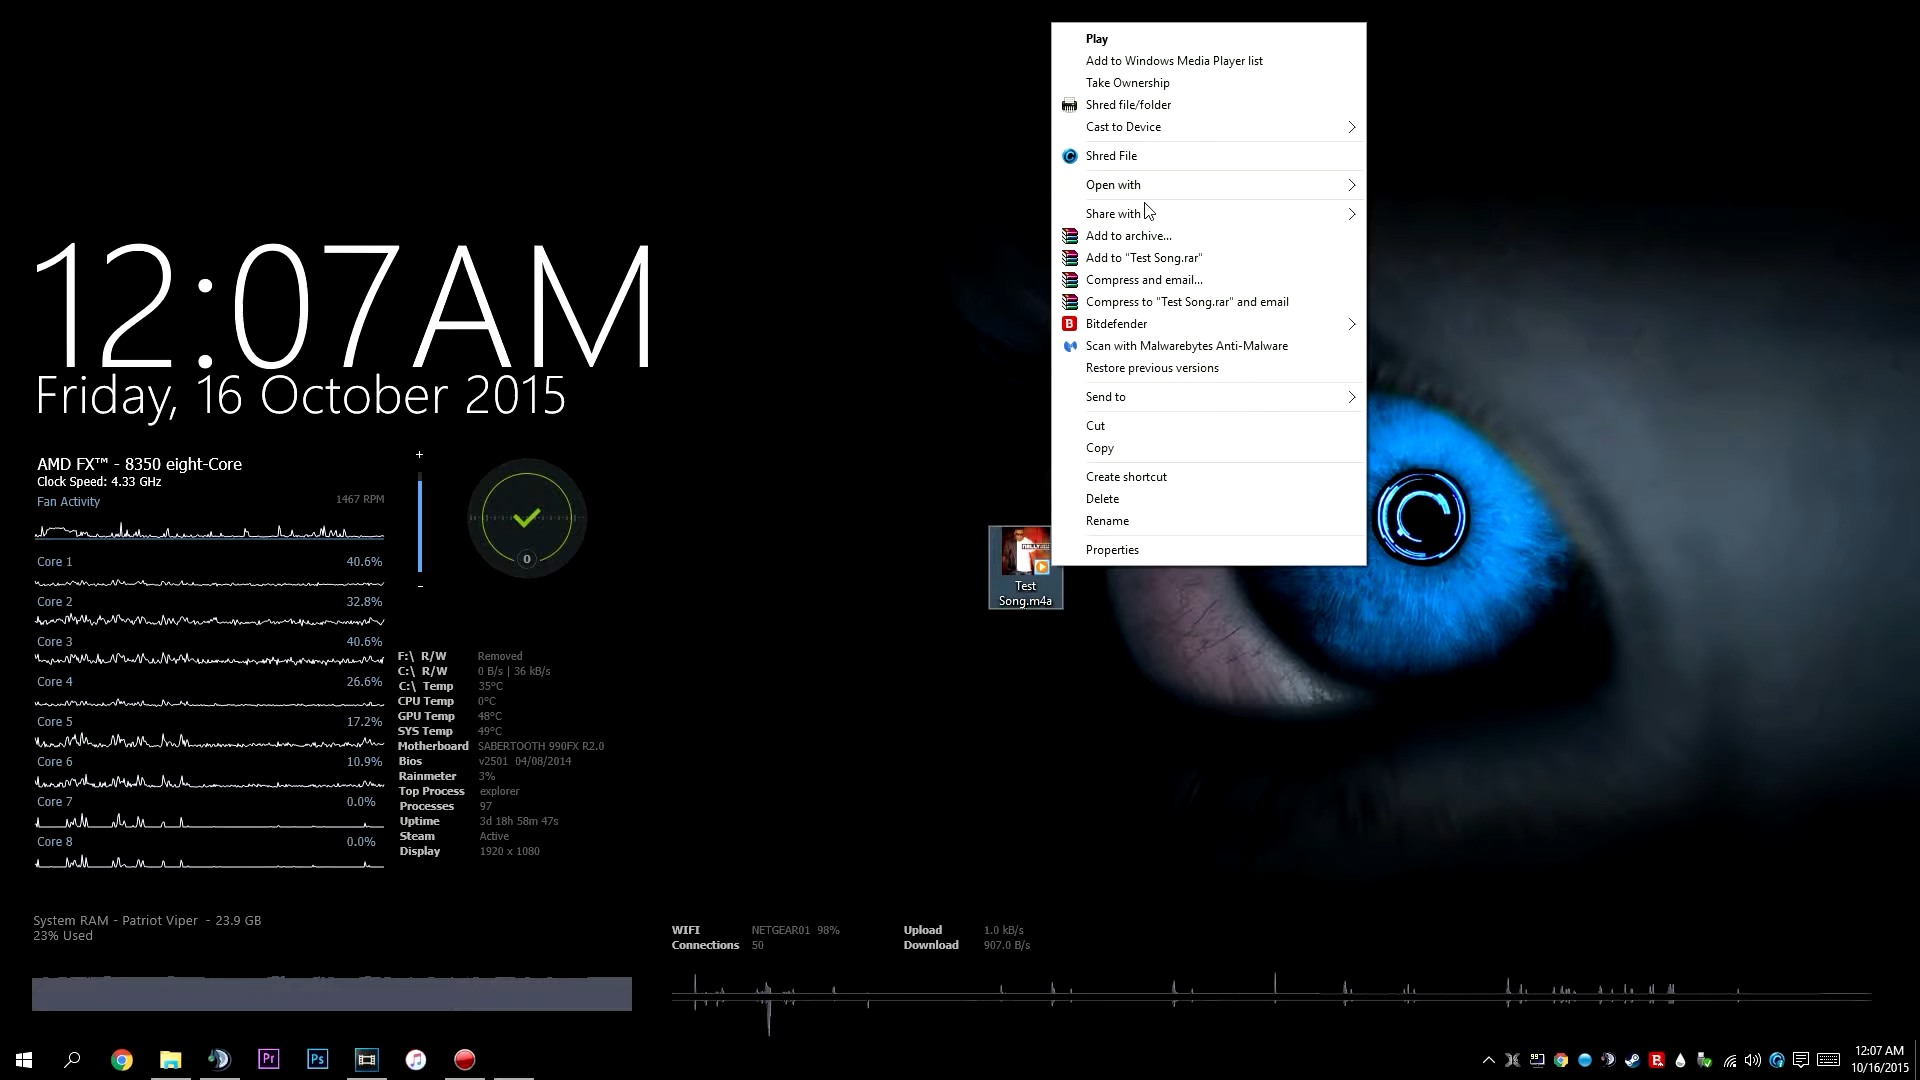 12:07AM
Friday, 16 October 2015
AMD FX™ - 8350 eight-Core
Clock Speed: 4.33 GHz
Fan Activity 1467 RPM
Core 1 40.6%
Core 2 32.8%
Core 3 40.6%
Core 4 26.6%
Core 5 17.2%
Core 6 10.9%
Core 7 0.0%
Core 8 0.0%
+
-
0
F:\ R/W Removed
C:\ R/W 0 B/s | 36 kB/s
C:\ Temp 35°C
CPU Temp 0°C
GPU Temp 48°C
SYS Temp 49°C
Motherboard SABERTOOTH 990FX R2.0
Bios v2501 04/08/2014
Rainmeter 3%
Top Process explorer
Processes 97
Uptime 3d 18h 58m 47s
Steam Active
Display 1920 x 1080
System RAM - Patriot Viper - 23.9 GB
23% Used
WIFI NETGEAR01 98%
Connections 50
Upload 1.0 kB/s
Download 907.0 B/s
Play
Add to Windows Media Player list
Take Ownership
Shred file/folder
Cast to Device
Shred File
Open with
Share with
Add to archive...
Add to "Test Song.rar"
Compress and email...
Compress to "Test Song.rar" and email
B Bitdefender
Scan with Malwarebytes Anti-Malware
Restore previous versions
Send to
Cut
Copy
Create shortcut
Delete
Rename
Properties
Test
Song.m4a
Pr
Ps
99
B
12:07 AM
10/16/2015